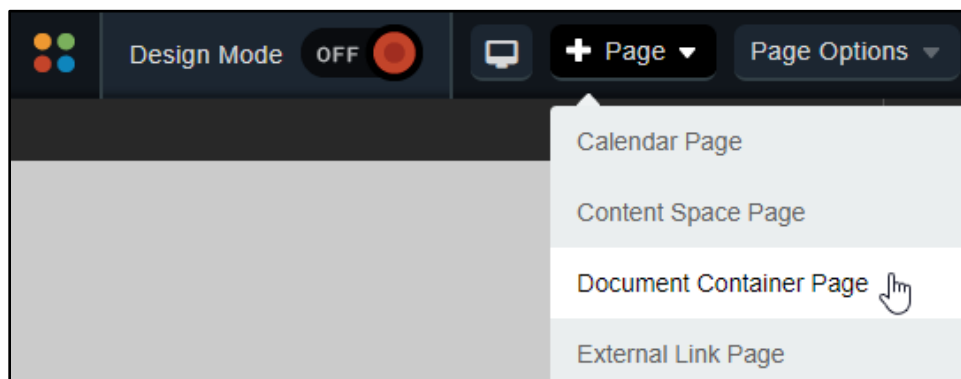 Design Mode OFF Page Page Options
Calendar Page
Content Space Page
Document Container Page
External Link Page